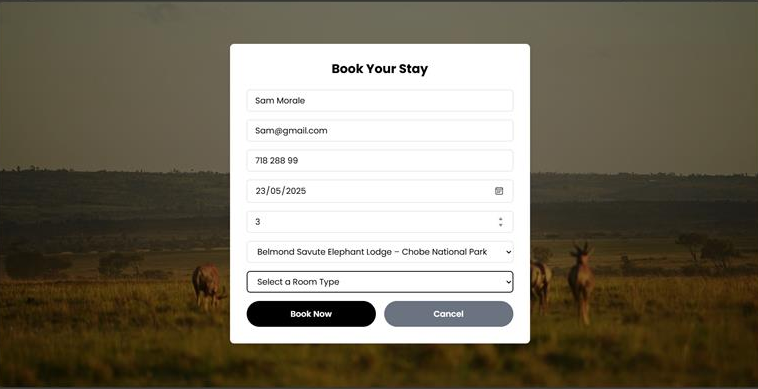 Book Your Stay
Sam Morale
Sam@gmail.com
718 288 99
23/05/2025
3
Belmond Savute Elephant Lodge – Chobe National Park
Select a Room Type
Book Now Cancel